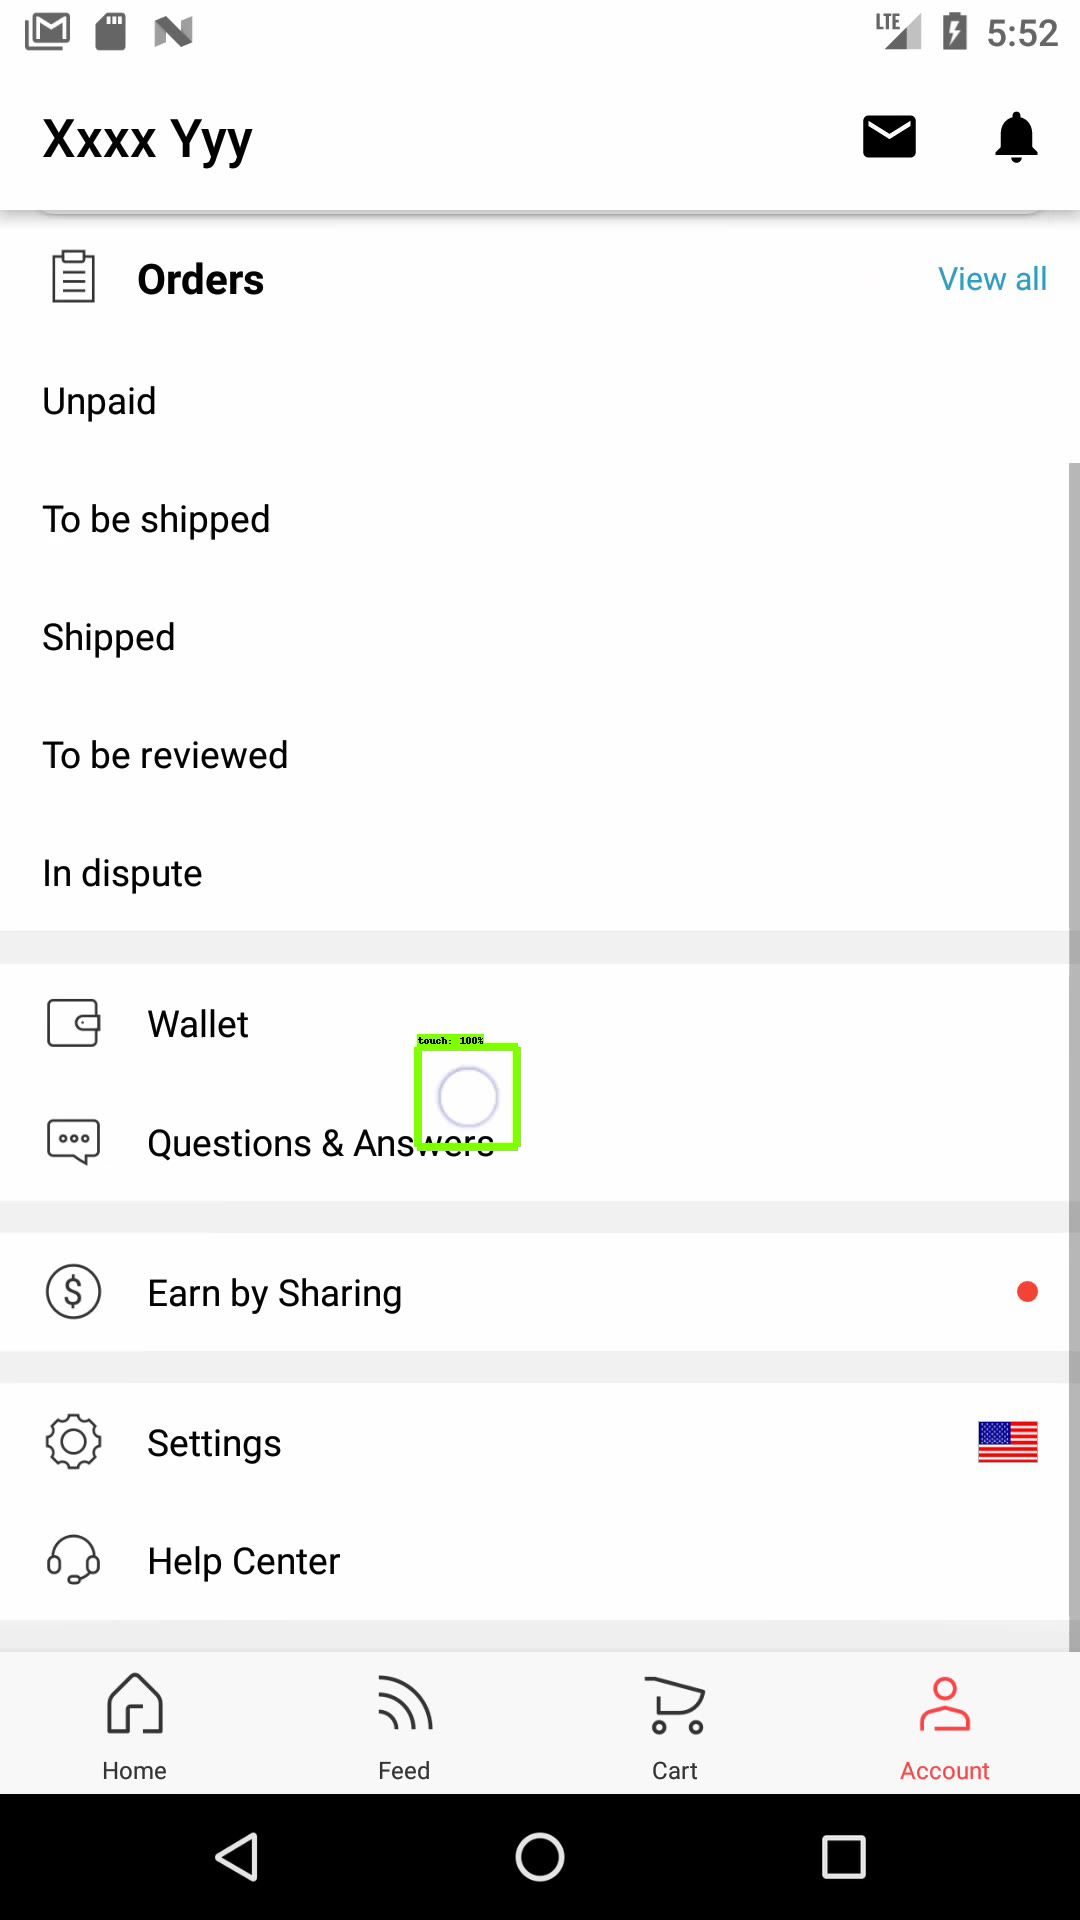 LTE 5:52
Xxxx Yyy
Orders View all
Unpaid
To be shipped
Shipped
To be reviewed
In dispute
Wallet
touch: 100%
Questions & Answers
Earn by Sharing
Settings
Help Center
Home Feed Cart Account